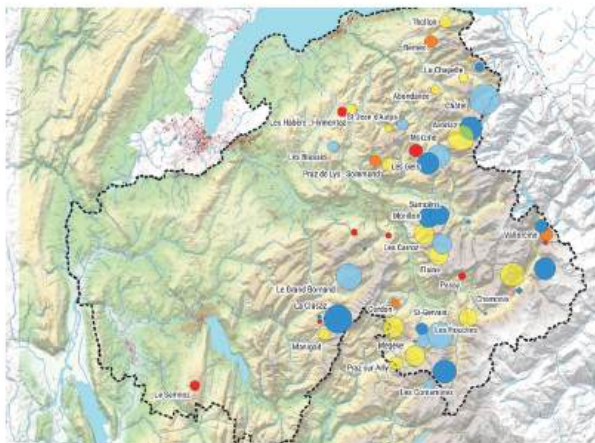 Thollon
Bernex
La Chapelle
Abondance
Châtel
St Jean d'Aulps
Avoriaz
Les Habère
Morzine
Les Brasses
Les Gets
Praz de Lys - Sommand
Samoëns
Morillon
Vallorcine
Les Carroz
Flaine
Le Grand Bornand
Passy
Chamonix
La Clusaz
Cordon
St-Gervais
Les Houches
Manigod
Megève
Praz sur Arly
Le Semnoz
Les Contamines